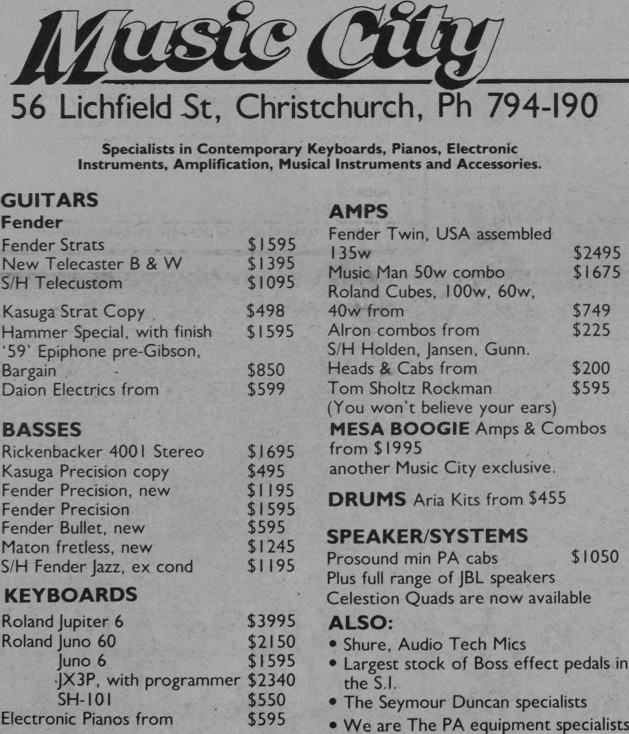 Music City
56 Lichfield St, Christchurch, Ph 794-190
Specialists in Contemporary Keyboards, Pianos, Electronic
Instruments, Amplification, Musical Instruments and Accessories.
GUITARS
Fender
Fender Strats $1595
New Telecaster B & W $1395
S/H Telecustom $1095
Kasuga Strat Copy $498
Hammer Special, with finish $1595
'59' Epiphone pre-Gibson,
Bargain $850
Daion Electrics from $599
BASSES
Rickenbacker 4001 Stereo $1695
Kasuga Precision copy $495
Fender Precision, new $1195
Fender Precision $1595
Fender Bullet, new $595
Maton fretless, new $1245
S/H Fender Jazz, ex cond $1195
KEYBOARDS
Roland Jupiter 6 $3995
Roland Juno 60 $2150
Juno 6 $1595
JX3P, with programmer $2340
SH-101 $550
Electronic Pianos from $595
AMPS
Fender Twin, USA assembled
135w $2495
Music Man 50w combo $1675
Roland Cubes, 100w, 60w,
40w from $749
Alron combos from $225
S/H Holden, Jansen, Gunn.
Heads & Cabs from $200
Tom Sholtz Rockman $595
(You won't believe your ears)
MESA BOOGIE Amps & Combos
from $1995
another Music City exclusive.
DRUMS Aria Kits from $455
SPEAKER/SYSTEMS
Prosound min PA cabs $1050
Plus full range of JBL speakers
Celestion Quads are now available
ALSO:
• Shure, Audio Tech Mics
• Largest stock of Boss effect pedals in
the S.I.
• The Seymour Duncan specialists
• We are The PA equipment specialists